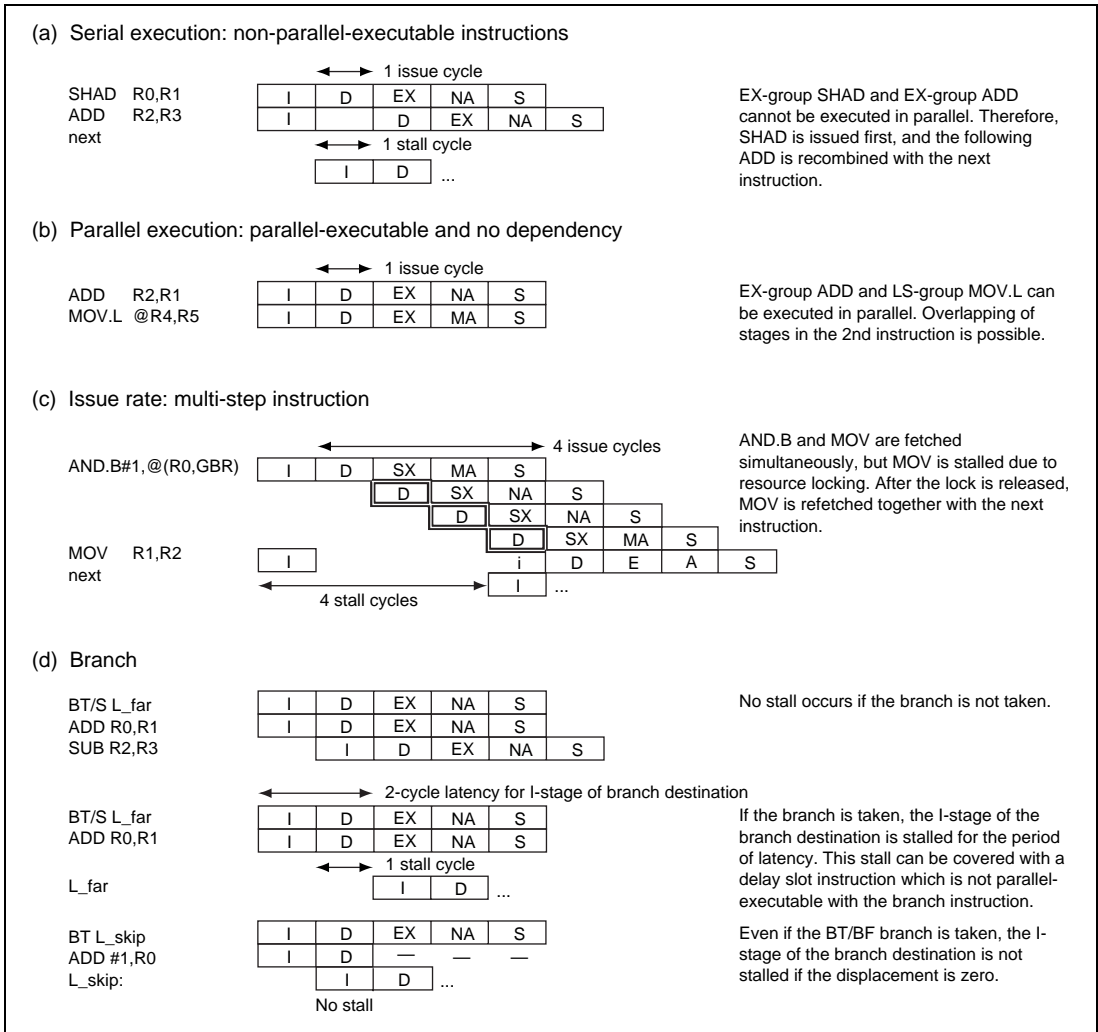 (a) Serial execution: non-parallel-executable instructions
1 issue cycle
SHAD R0,R1 I D EX NA S
ADD R2,R3 I D EX NA S
next
1 stall cycle
I D ...
EX-group SHAD and EX-group ADD
cannot be executed in parallel. Therefore,
SHAD is issued first, and the following
ADD is recombined with the next
instruction.
(b) Parallel execution: parallel-executable and no dependency
1 issue cycle
ADD R2,R1 I D EX NA S
MOV.L @R4,R5 I D EX MA S
EX-group ADD and LS-group MOV.L can
be executed in parallel. Overlapping of
stages in the 2nd instruction is possible.
(c) Issue rate: multi-step instruction
4 issue cycles
AND.B#1,@(R0,GBR) I D SX MA S
D SX NA S
D SX NA S
D SX MA S
MOV R1,R2 I i D E A S
next I ...
4 stall cycles
AND.B and MOV are fetched
simultaneously, but MOV is stalled due to
resource locking. After the lock is released,
MOV is refetched together with the next
instruction.
(d) Branch
BT/S L_far I D EX NA S
ADD R0,R1 I D EX NA S
SUB R2,R3 I D EX NA S
No stall occurs if the branch is not taken.
2-cycle latency for I-stage of branch destination
BT/S L_far I D EX NA S
ADD R0,R1 I D EX NA S
1 stall cycle
L_far I D ...
If the branch is taken, the I-stage of the
branch destination is stalled for the period
of latency. This stall can be covered with a
delay slot instruction which is not parallel-
executable with the branch instruction.
BT L_skip I D EX NA S
ADD #1,R0 I D — — —
L_skip: I D ...
No stall
Even if the BT/BF branch is taken, the I-
stage of the branch destination is not
stalled if the displacement is zero.